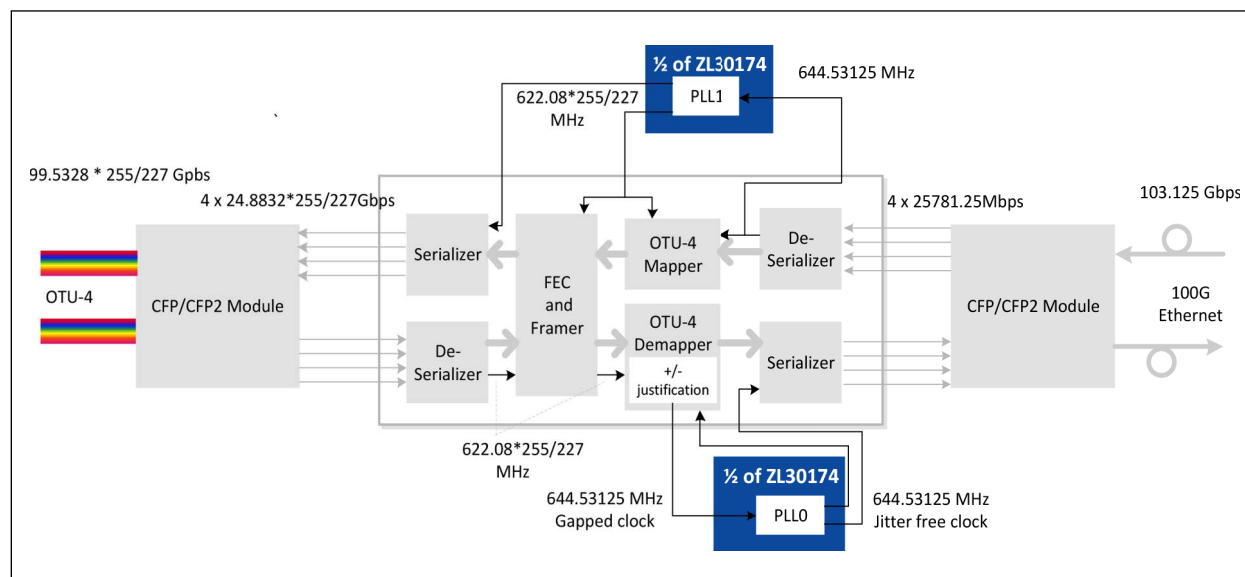 ½ of ZL30174
PLL1
644.53125 MHz
622.08*255/227
MHz
99.5328 * 255/227 Gpbs
4 x 24.8832*255/227Gbps
4 x 25781.25Mbps
103.125 Gbps
OTU-4
CFP/CFP2 Module
Serializer
FEC
and
Framer
OTU-4
Mapper
De-
Serializer
CFP/CFP2 Module
100G
Ethernet
De-
Serializer
OTU-4
Demapper
+/-
justification
Serializer
622.08*255/227
MHz
½ of ZL30174
PLL0
644.53125 MHz
Gapped clock
644.53125 MHz
Jitter free clock